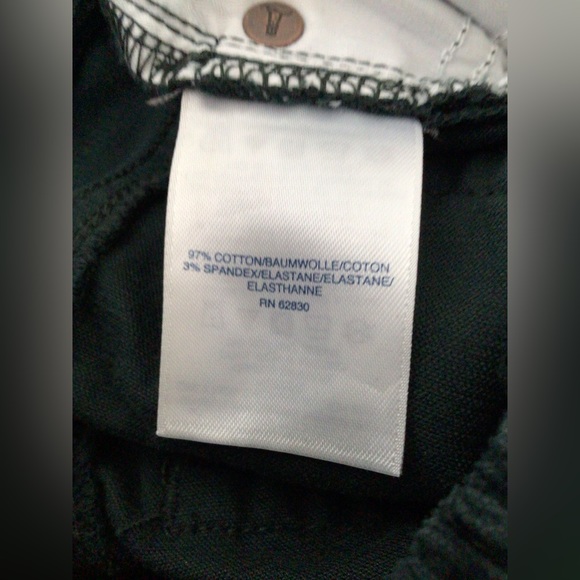 97% COTTON/BAUMWOLLE/COTON
3% SPANDEX/ELASTANE/ELASTANE/
ELASTHANNE
RN 62830